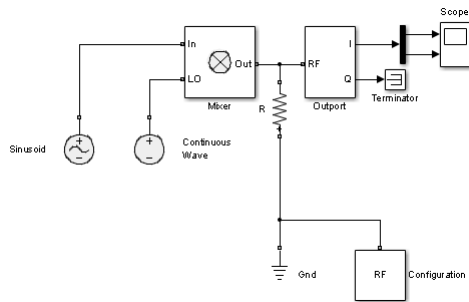 Scope
In
I
Out
RF
LO
Q
Mixer
Outport
Terminator
R
Sinusoid
Continuous
Wave
Gnd
RF
Configuration